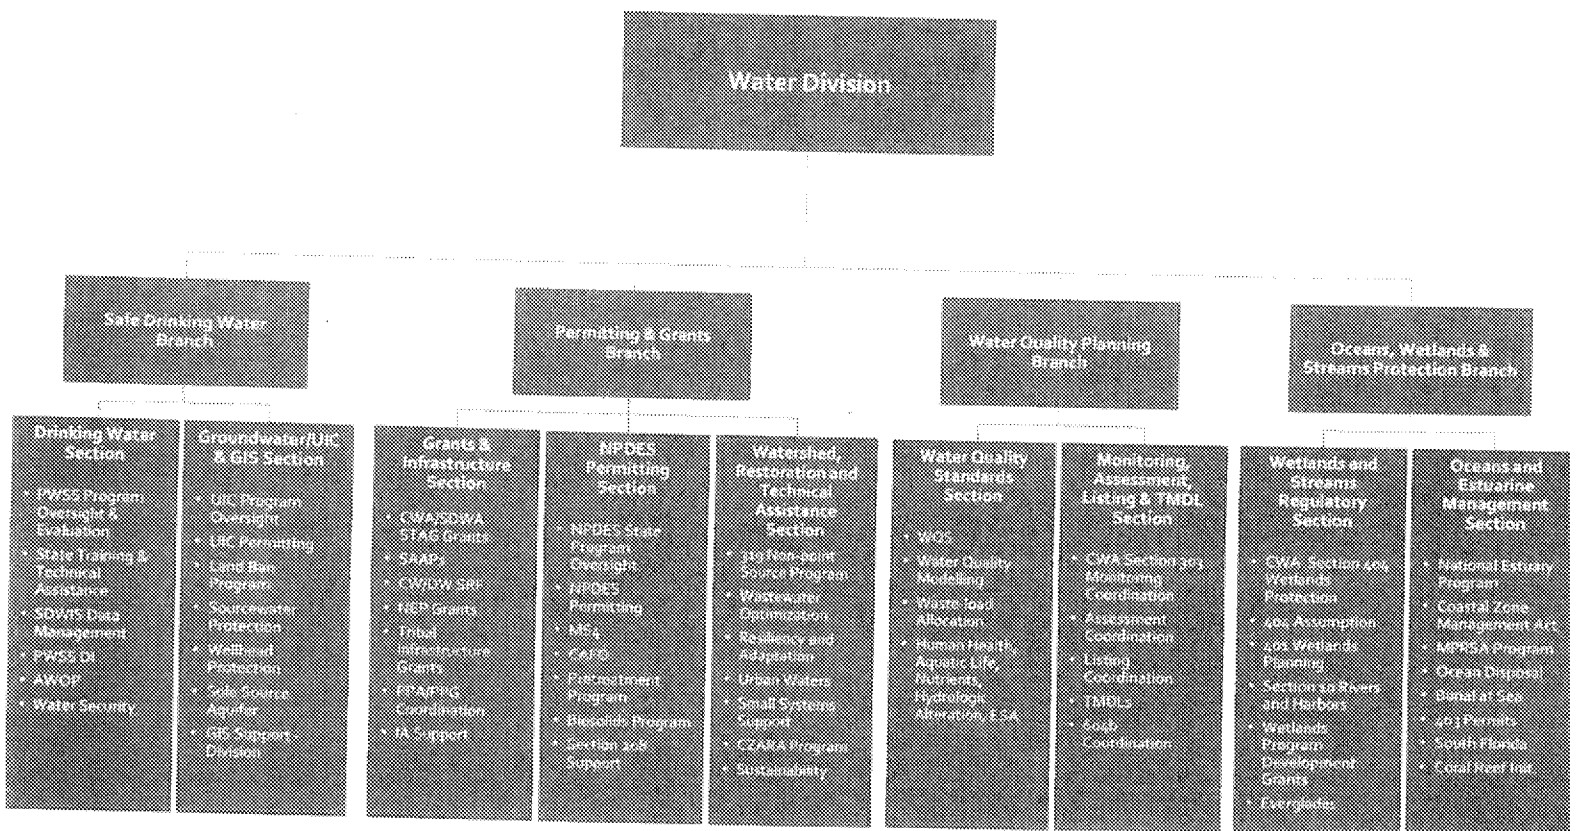 Water Division
Safe Drinking Water
Branch
Permitting & Grants
Branch
Water Quality Planning
Branch
Oceans, Wetlands &
Streams Protection Branch
Drinking Water
Section
• PWSS Program
Oversight &
Evaluation
• State Training &
Technical
Assistance
• SDWIS Data
Management
• PWSS DI
• AWOP
• Water Security
Groundwater/UIC
& GIS Section
• UIC Program
Oversight
• UIC Permitting
• Land Ban
Program
• Sourcewater
Protection
• Wellhead
Protection
• Sole Source
Aquifer
• GIS Support -
Division
Grants &
Infrastructure
Section
• CWA/SDWA
STAG Grants
• SAAPs
• CW/DW SRF
• NEP Grants
• Tribal
Infrastructure
Grants
• PPA/PPG
Coordination
• IA Support
NPDES
Permitting
Section
• NPDES State
Program
Oversight
• NPDES
Permitting
• MS4
• CAFO
• Pretreatment
Program
• Biosolids Program
• Section 308
Support
Watershed,
Restoration and
Technical
Assistance
Section
• 319 Non-point
Source Program
• Wastewater
Optimization
• Resiliency and
Adaptation
• Urban Waters
• Small Systems
Support
• CZARA Program
• Sustainability
Water Quality
Standards
Section
• WQS
• Water Quality
Modelling
• Waste load
Allocation
• Human Health,
Aquatic Life,
Nutrients,
Hydrologic
Alteration, ESA
Monitoring,
Assessment,
Listing & TMDL
Section
• CWA Section 303
Monitoring
Coordination
• Assessment
Coordination
• Listing
Coordination
• TMDLs
• 604b
Coordination
Wetlands and
Streams
Regulatory
Section
• CWA Section 404
Wetlands
Protection
• 404 Assumption
• 401 Wetlands
Planning
• Section 10 Rivers
and Harbors
• Wetlands
Program
Development
Grants
• Everglades
Oceans and
Estuarine
Management
Section
• National Estuary
Program
• Coastal Zone
Management Act
• MPRSA Program
• Ocean Disposal
• Burial at Sea
• 403 Permits
• South Florida
• Coral Reef Init.